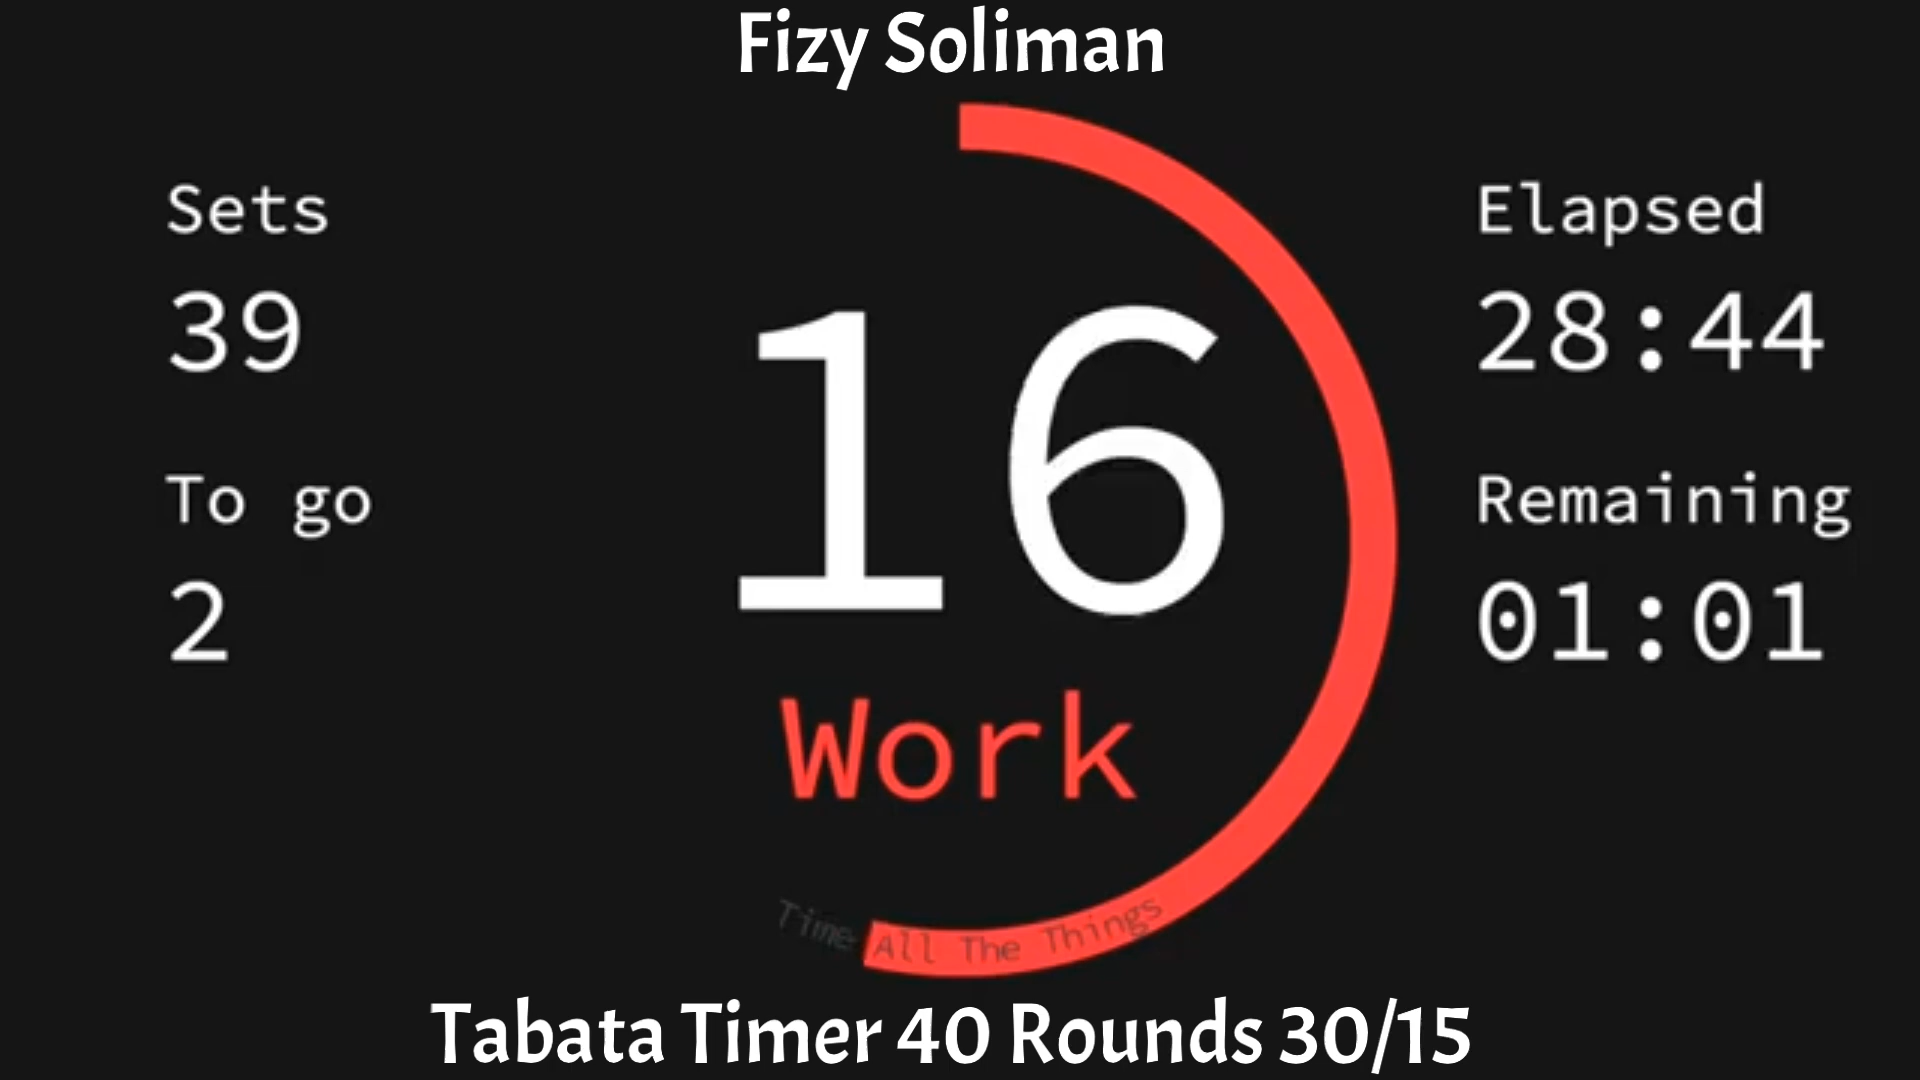 Fizy Soliman
Sets
39
To go
2
16
Work
Time All The Things
Elapsed
28:44
Remaining
01:01
Tabata Timer 40 Rounds 30/15